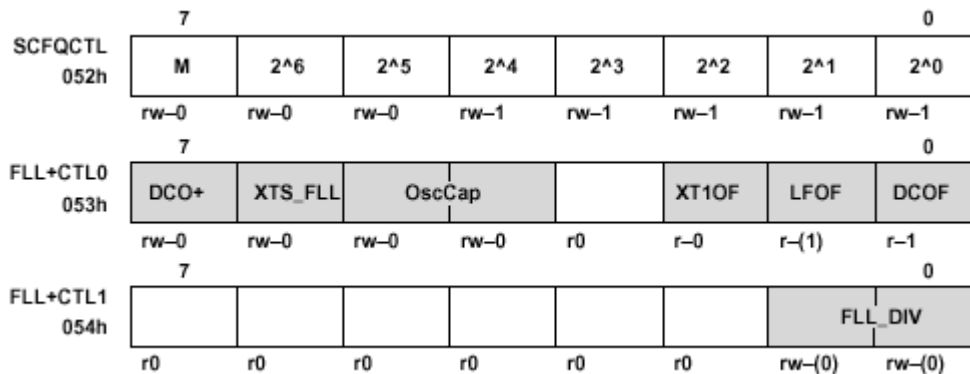 7 0
SCFQCTL
052h
M 2^6 2^5 2^4 2^3 2^2 2^1 2^0
rw–0 rw–0 rw–0 rw–1 rw–1 rw–1 rw–1 rw–1
7 0
FLL+CTL0
053h
DCO+ XTS_FLL OscCap XT1OF LFOF DCOF
rw–0 rw–0 rw–0 rw–0 r0 r–0 r–(1) r–1
7 0
FLL+CTL1
054h
FLL_DIV
r0 r0 r0 r0 r0 r0 rw–(0) rw–(0)